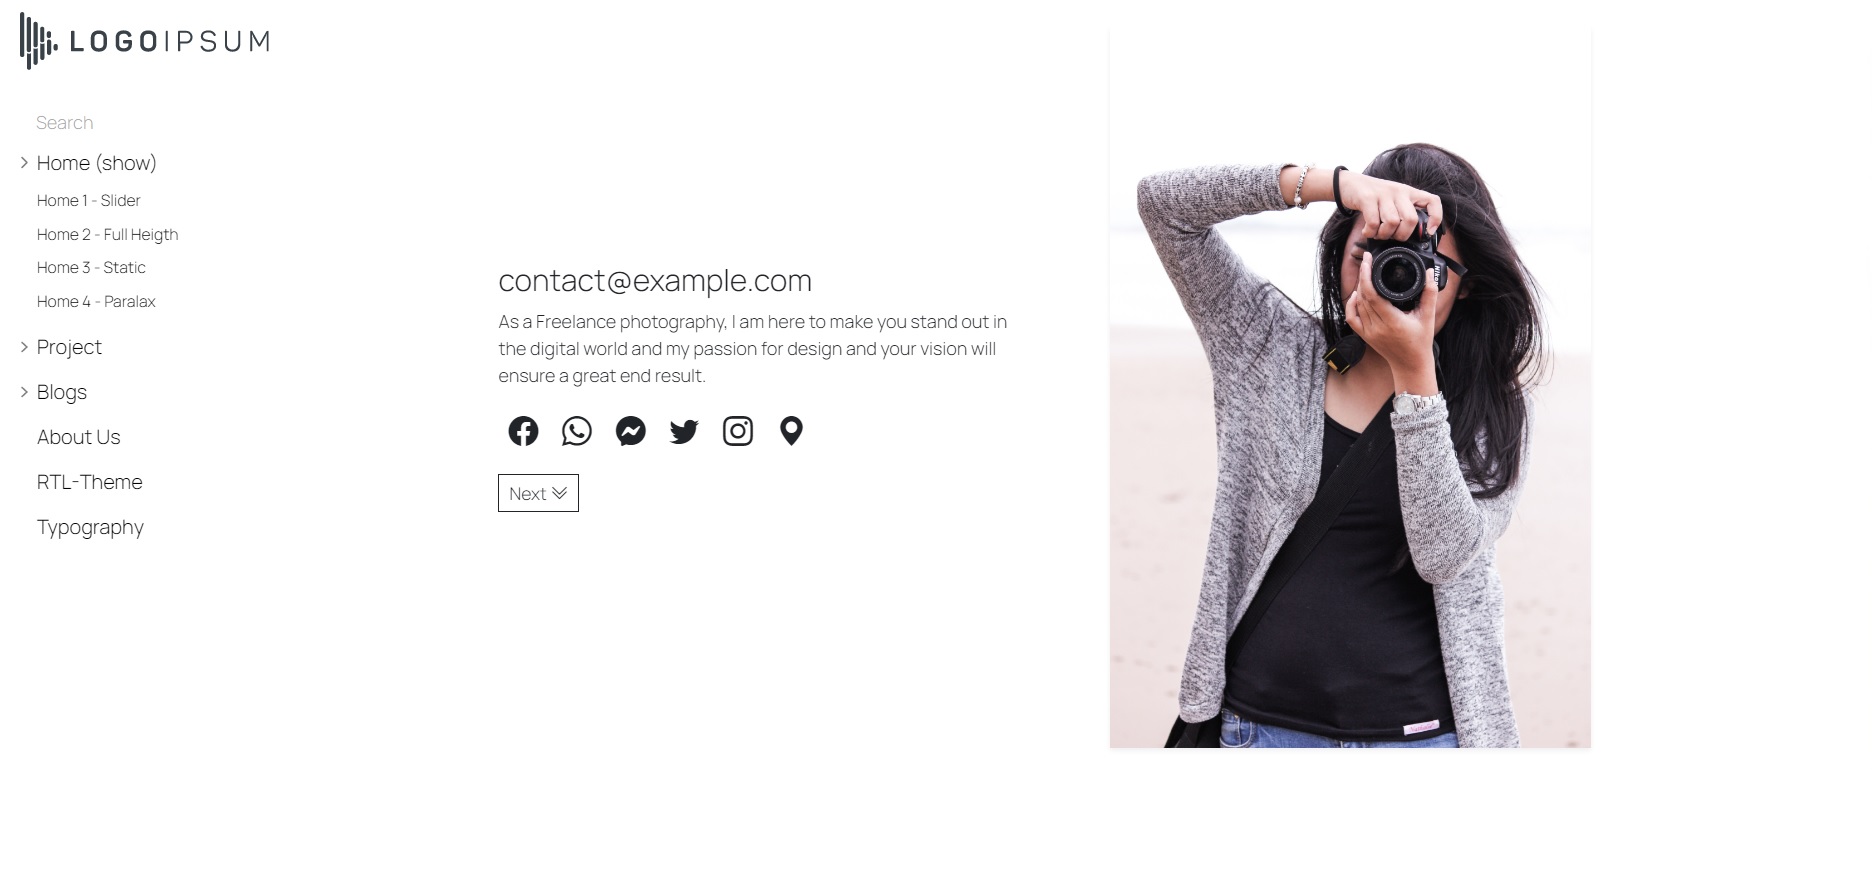 LOGOIPSUM
Search
Home (show)
Home 1 - Slider
Home 2 - Full Heigth
Home 3 - Static
Home 4 - Paralax
Project
Blogs
About Us
RTL-Theme
Typography
contact@example.com
As a Freelance photography, I am here to make you stand out in
the digital world and my passion for design and your vision will
ensure a great end result.
Next